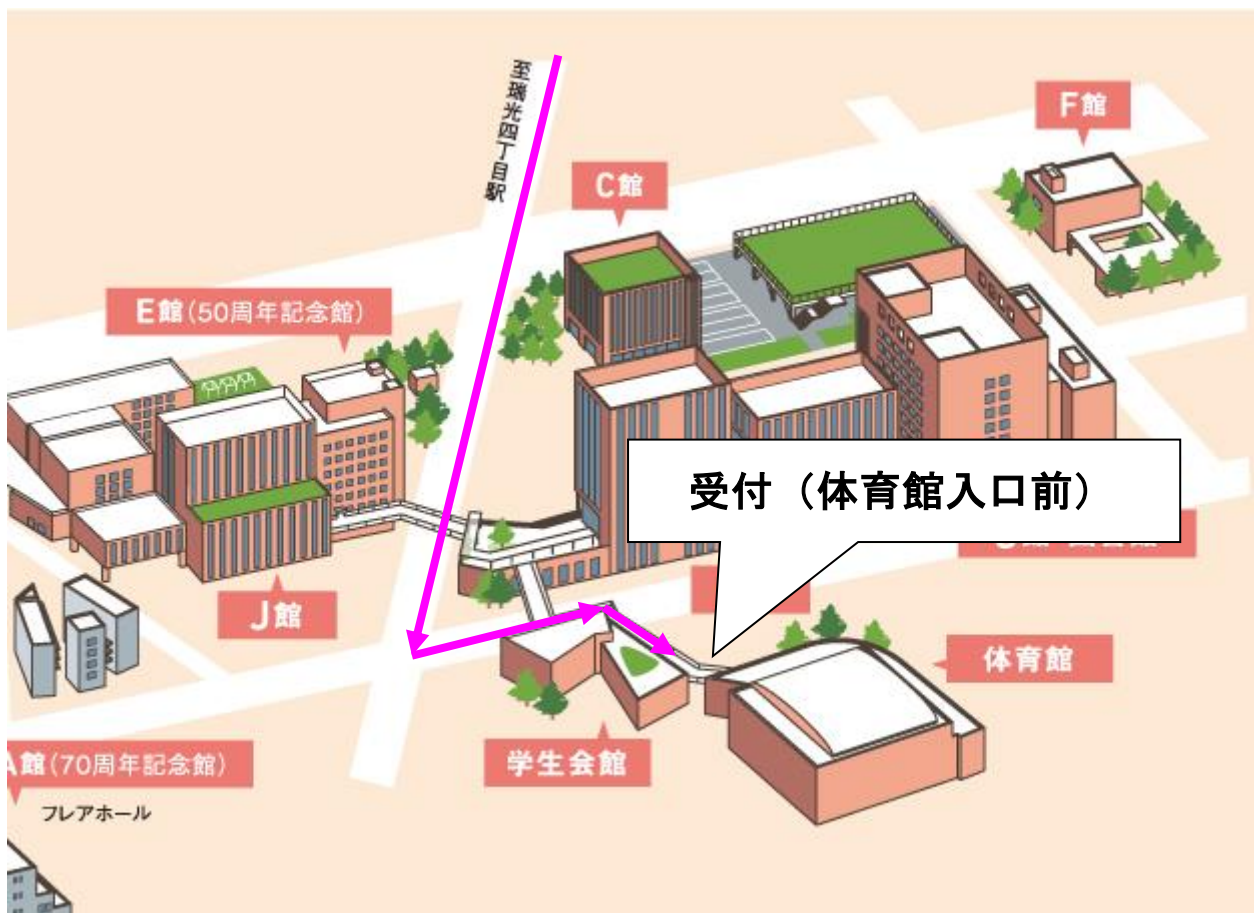 至瑞光四丁目駅
F館
C館
E館(50周年記念館)
受付(体育館入口前)
J館
体育館
学生会館
館(70周年記念館)
フレアホール